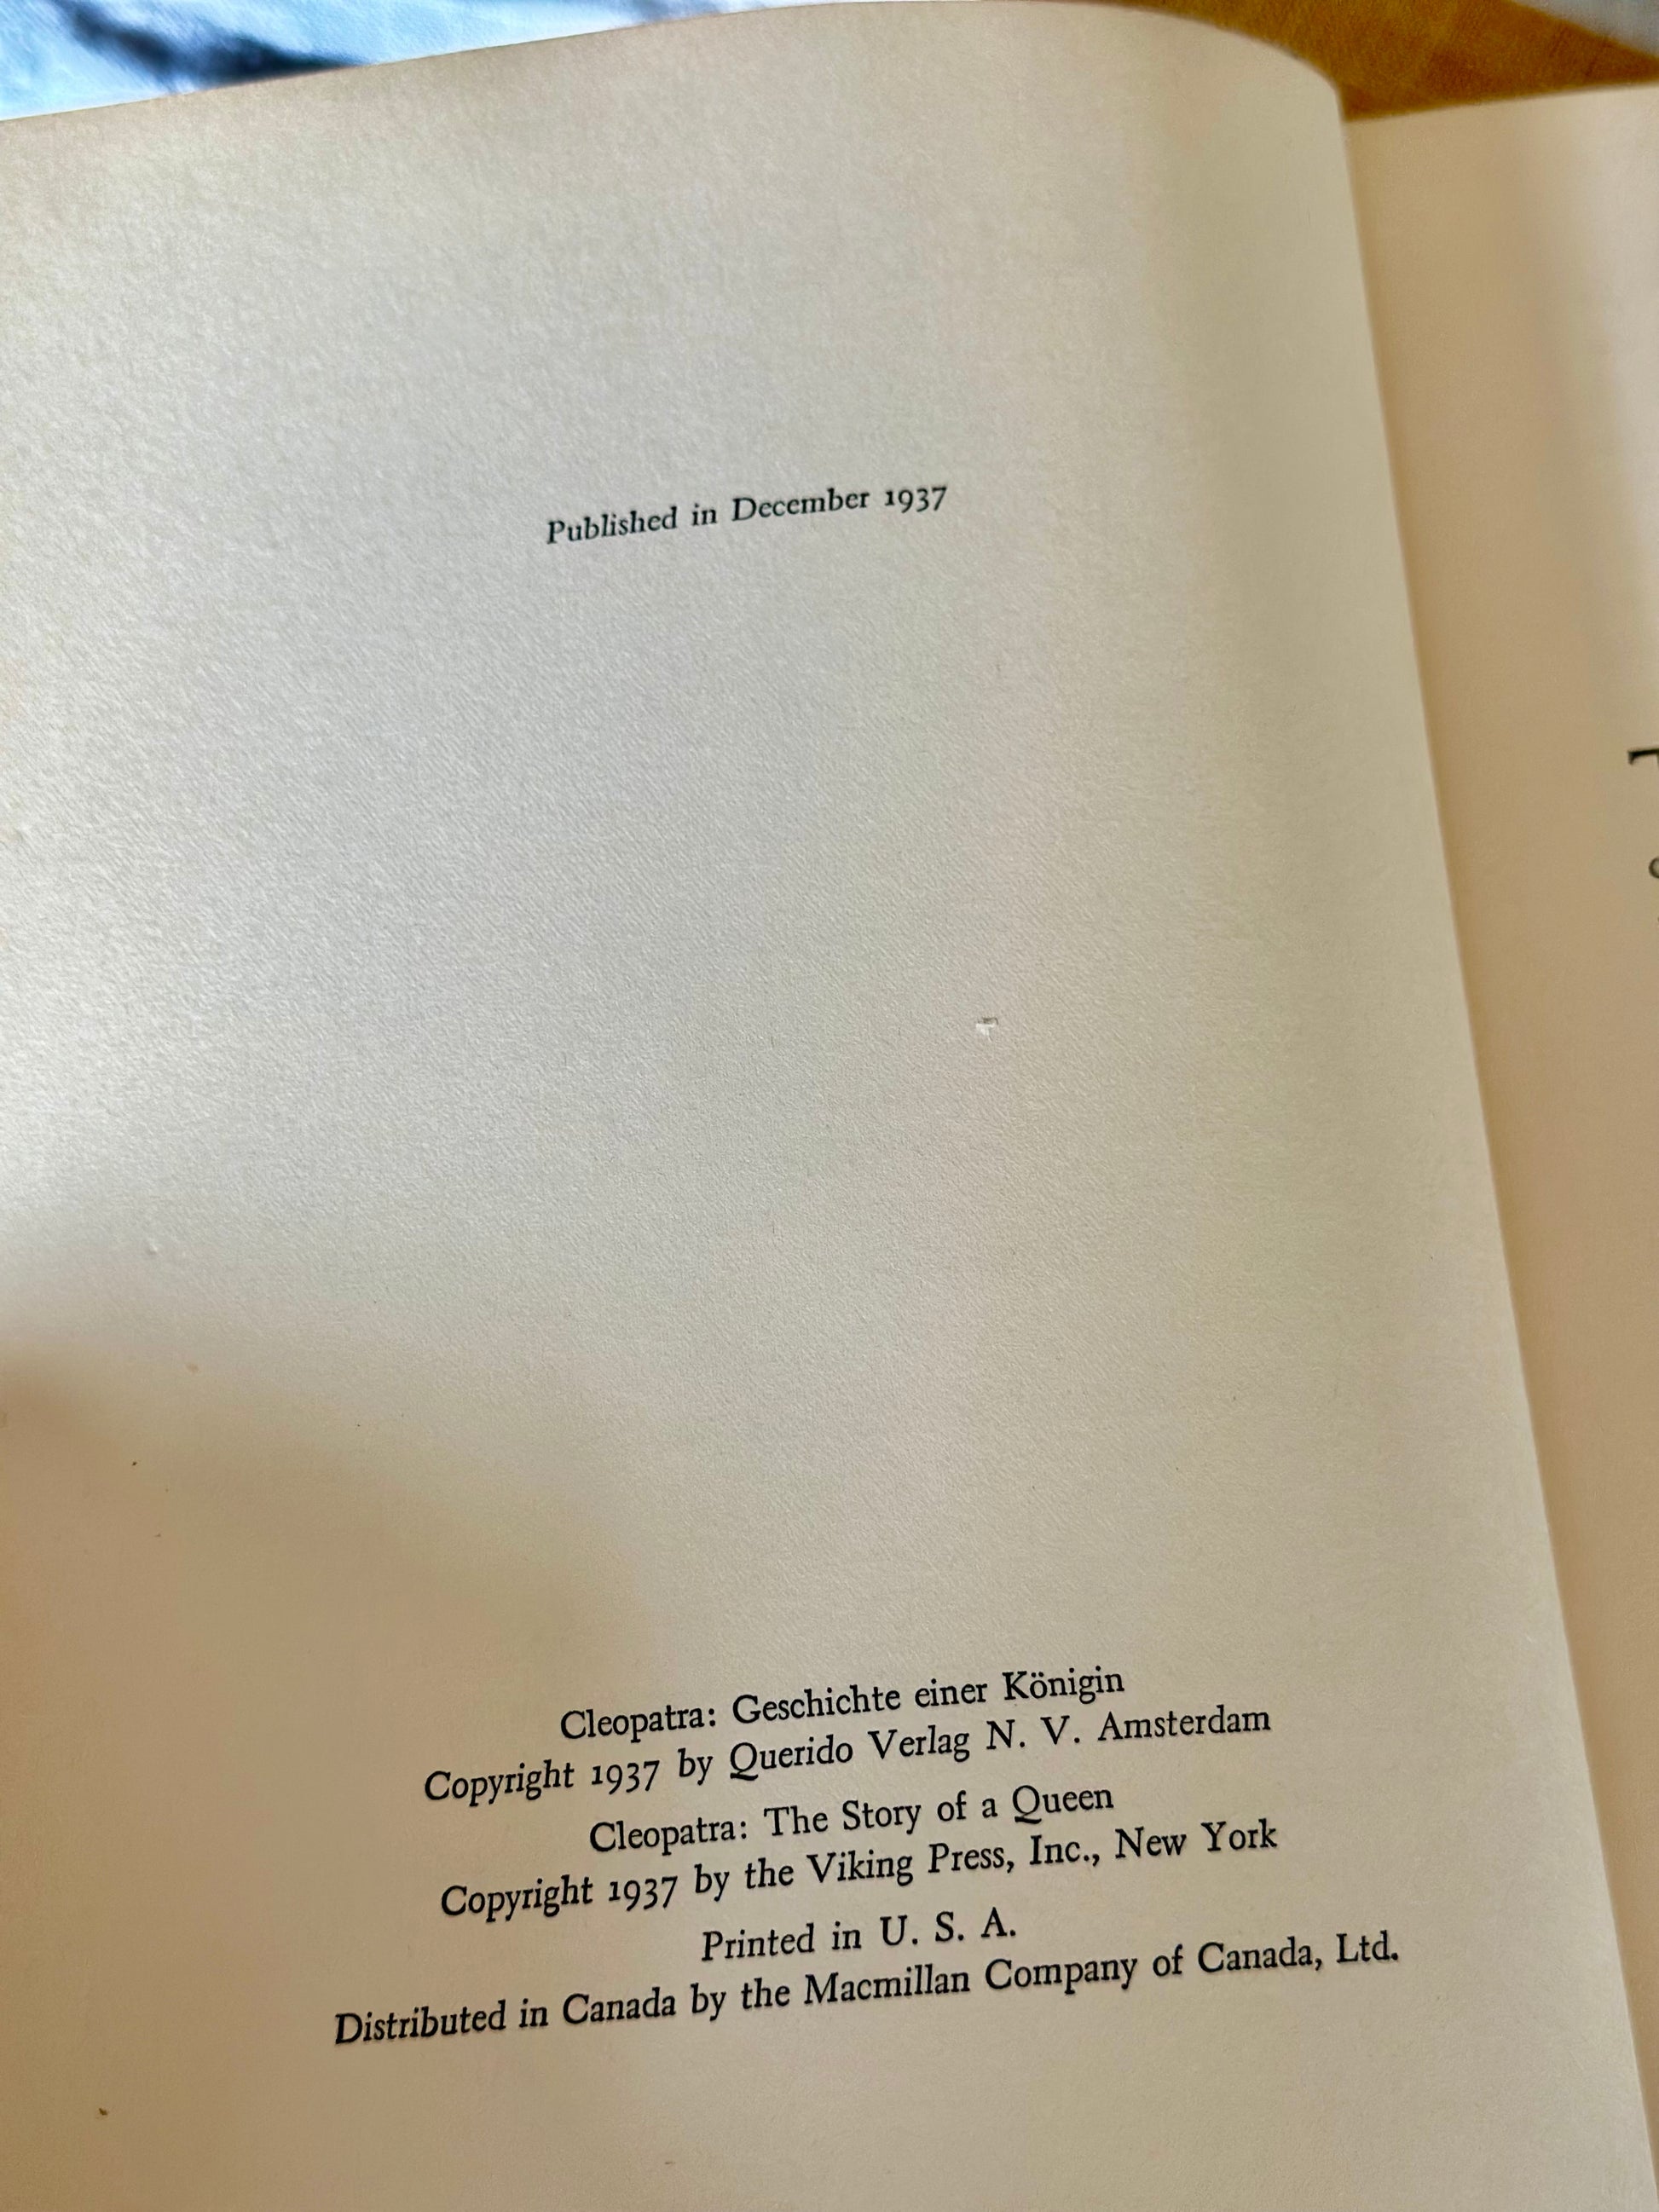 Published in December 1937
Cleopatra: Geschichte einer Königin
Copyright 1937 by Querido Verlag N. V. Amsterdam
Cleopatra: The Story of a Queen
Copyright 1937 by the Viking Press, Inc., New York
Printed in U. S. A.
Distributed in Canada by the Macmillan Company of Canada, Ltd.